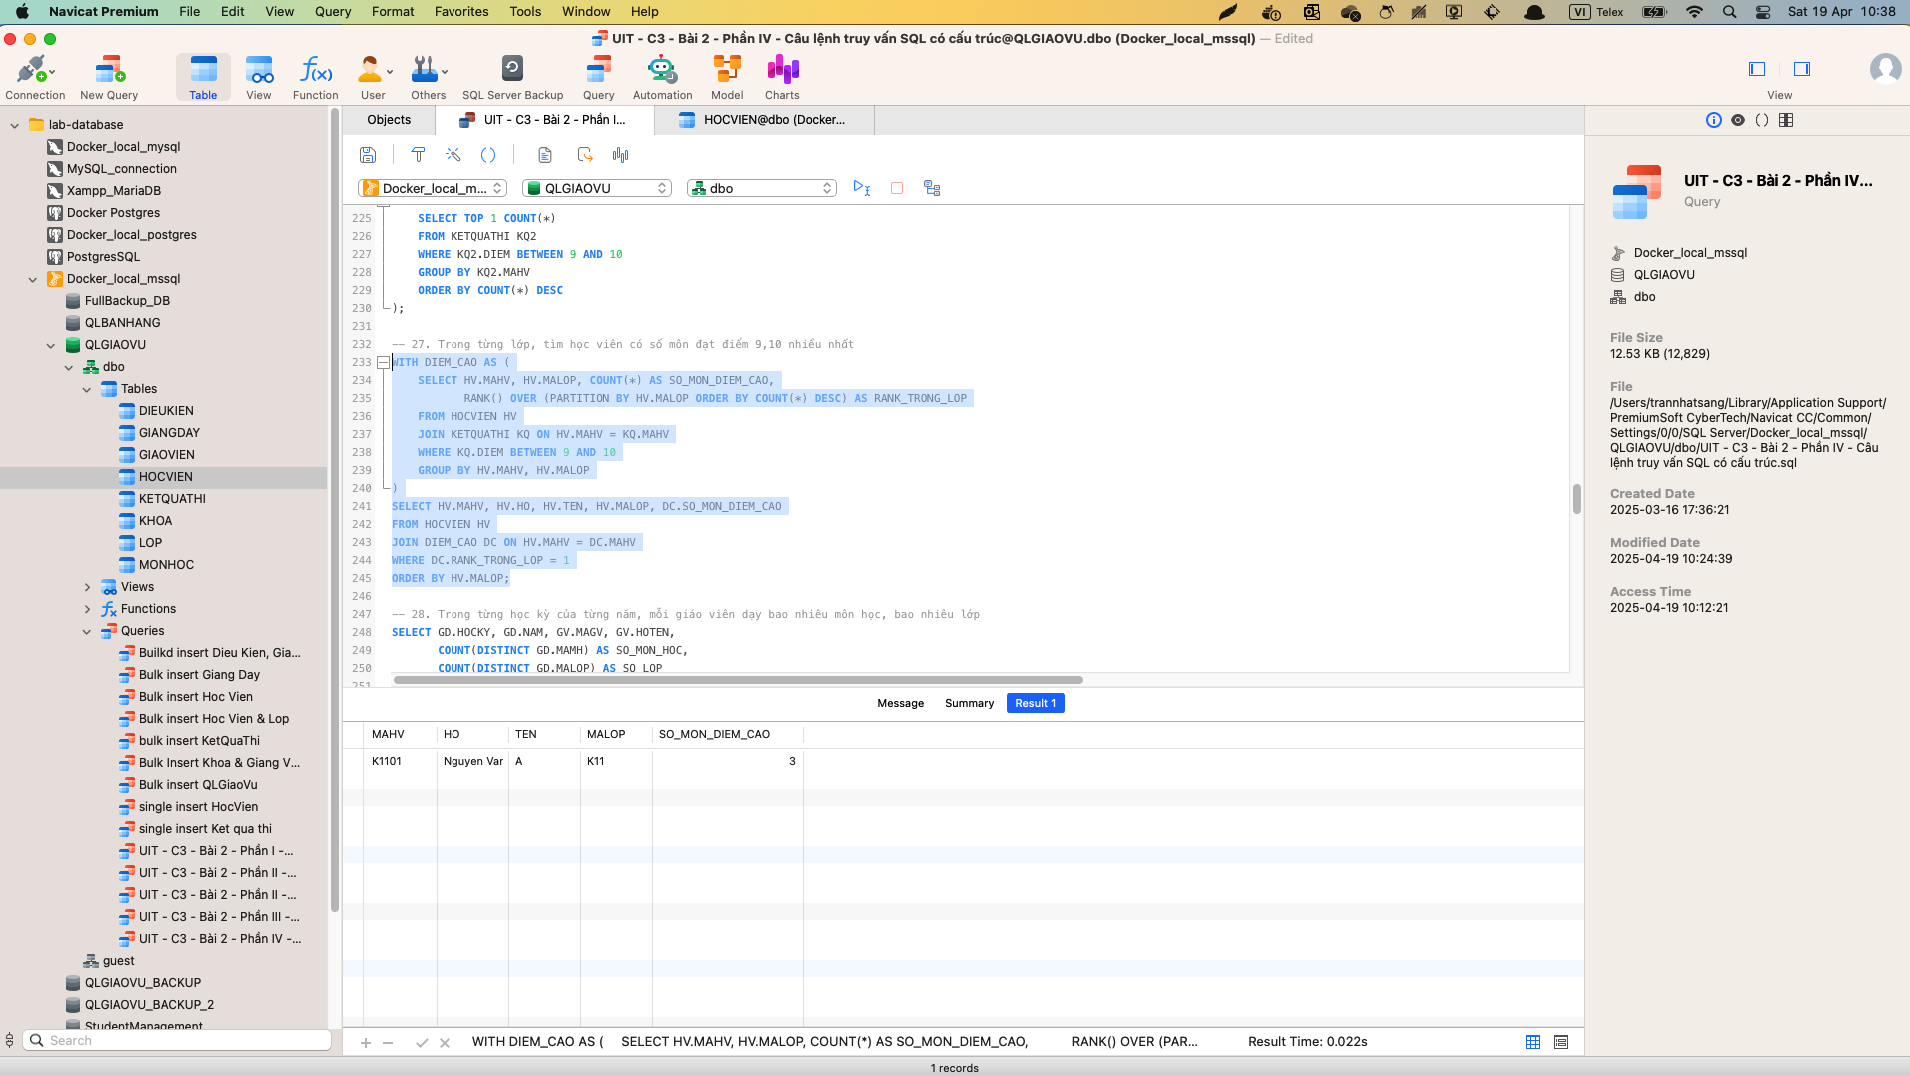 Navicat Premium File Edit View Query Format Favorites Tools Window Help VI Telex Sat 19 Apr 10:38
UIT - C3 - Bài 2 - Phần IV - Câu lệnh truy vấn SQL có cấu trúc@QLGIAOVU.dbo (Docker_local_mssql) — Edited
Connection New Query Table View Function User Others SQL Server Backup Query Automation Model Charts View
lab-database
Docker_local_mysql
MySQL_connection
Xampp_MariaDB
Docker Postgres
Docker_local_postgres
PostgresSQL
Docker_local_mssql
FullBackup_DB
QLBANHANG
QLGIAOVU
dbo
Tables
DIEUKIEN
GIANGDAY
GIAOVIEN
HOCVIEN
KETQUATHI
KHOA
LOP
MONHOC
Views
Functions
Queries
Builkd insert Dieu Kien, Gia...
Bulk insert Giang Day
Bulk insert Hoc Vien
Bulk insert Hoc Vien & Lop
bulk insert KetQuaThi
Bulk Insert Khoa & Giang V...
Bulk insert QLGiaoVu
single insert HocVien
single insert Ket qua thi
UIT - C3 - Bài 2 - Phần I -...
UIT - C3 - Bài 2 - Phần II -...
UIT - C3 - Bài 2 - Phần II -...
UIT - C3 - Bài 2 - Phần III -...
UIT - C3 - Bài 2 - Phần IV -...
guest
QLGIAOVU_BACKUP
QLGIAOVU_BACKUP_2
StudentManagement
Search
Objects UIT - C3 - Bài 2 - Phần I... HOCVIEN@dbo (Docker...
Docker_local_m... QLGIAOVU dbo
225 SELECT TOP 1 COUNT(*)
226 FROM KETQUATHI KQ2
227 WHERE KQ2.DIEM BETWEEN 9 AND 10
228 GROUP BY KQ2.MAHV
229 ORDER BY COUNT(*) DESC
230 );
231
232 -- 27. Trong từng lớp, tìm học viên có số môn đạt điểm 9,10 nhiều nhất
233 WITH DIEM_CAO AS (
234 SELECT HV.MAHV, HV.MALOP, COUNT(*) AS SO_MON_DIEM_CAO,
235 RANK() OVER (PARTITION BY HV.MALOP ORDER BY COUNT(*) DESC) AS RANK_TRONG_LOP
236 FROM HOCVIEN HV
237 JOIN KETQUATHI KQ ON HV.MAHV = KQ.MAHV
238 WHERE KQ.DIEM BETWEEN 9 AND 10
239 GROUP BY HV.MAHV, HV.MALOP
240 )
241 SELECT HV.MAHV, HV.HO, HV.TEN, HV.MALOP, DC.SO_MON_DIEM_CAO
242 FROM HOCVIEN HV
243 JOIN DIEM_CAO DC ON HV.MAHV = DC.MAHV
244 WHERE DC.RANK_TRONG_LOP = 1
245 ORDER BY HV.MALOP;
246
247 -- 28. Trong từng học kỳ của từng năm, mỗi giáo viên dạy bao nhiêu môn học, bao nhiêu lớp
248 SELECT GD.HOCKY, GD.NAM, GV.MAGV, GV.HOTEN,
249 COUNT(DISTINCT GD.MAMH) AS SO_MON_HOC,
250 COUNT(DISTINCT GD.MALOP) AS SO_LOP
251
Message Summary Result 1
MAHV HO TEN MALOP SO_MON_DIEM_CAO
K1101 Nguyen Van A K11 3
WITH DIEM_CAO AS ( SELECT HV.MAHV, HV.MALOP, COUNT(*) AS SO_MON_DIEM_CAO, RANK() OVER (PAR... Result Time: 0.022s
1 records
UIT - C3 - Bài 2 - Phần IV...
Query
Docker_local_mssql
QLGIAOVU
dbo
File Size
12.53 KB (12,829)
File
/Users/trannhatsang/Library/Application Support/
PremiumSoft CyberTech/Navicat CC/Common/
Settings/0/0/SQL Server/Docker_local_mssql/
QLGIAOVU/dbo/UIT - C3 - Bài 2 - Phần IV - Câu
lệnh truy vấn SQL có cấu trúc.sql
Created Date
2025-03-16 17:36:21
Modified Date
2025-04-19 10:24:39
Access Time
2025-04-19 10:12:21